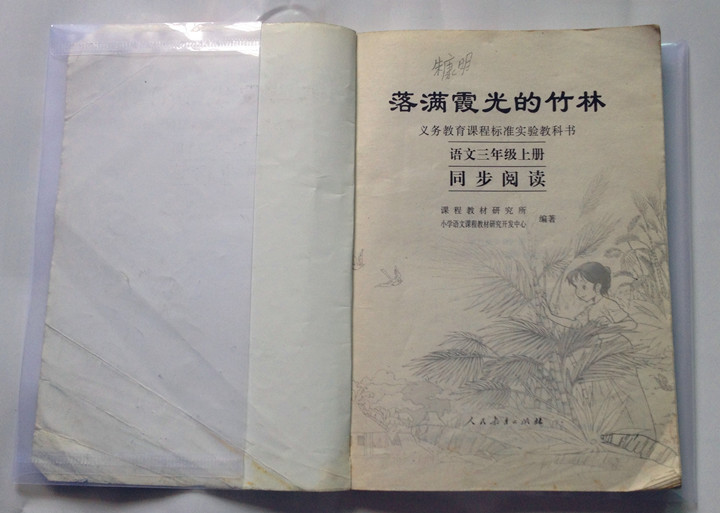 朱家明
落满霞光的竹林
义务教育课程标准实验教科书
语文三年级上册
同步阅读
课程教材研究所
小学语文课程教材研究开发中心 编著
人民教育出版社